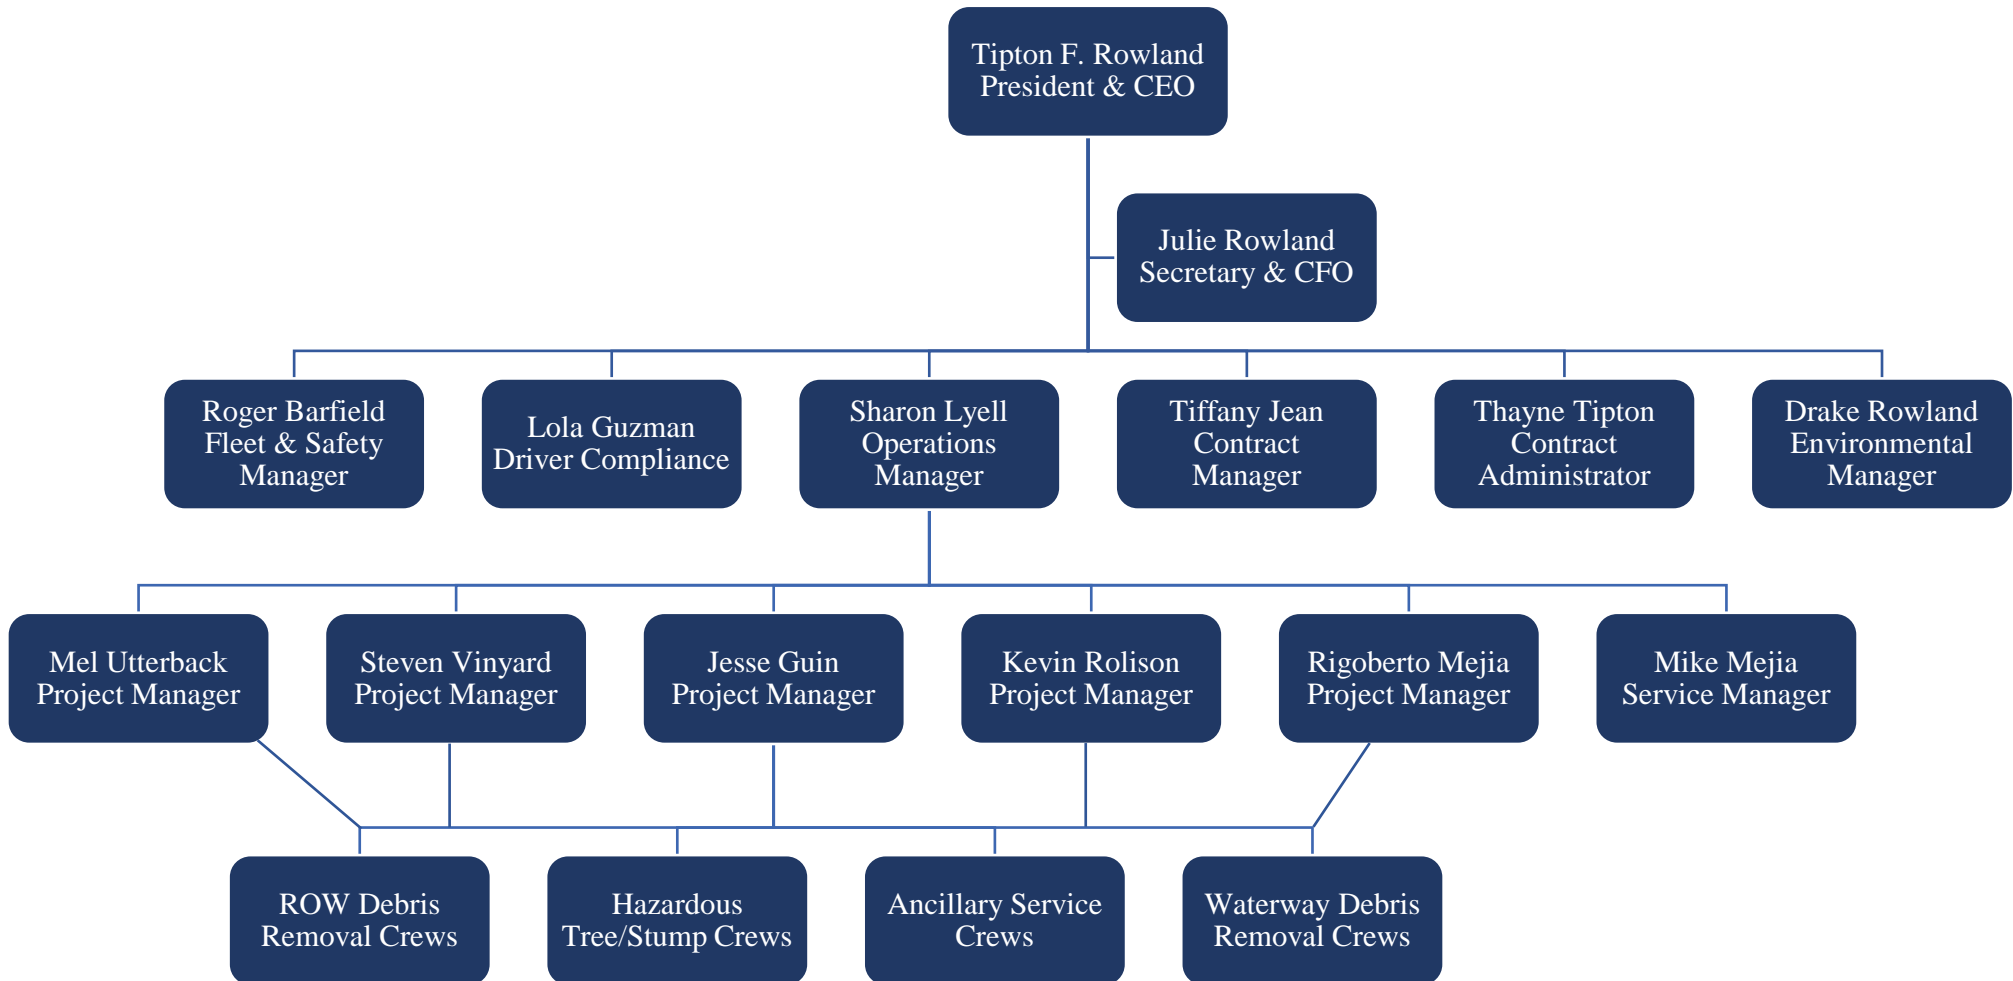 Tipton F. Rowland
President & CEO
Julie Rowland
Secretary & CFO
Roger Barfield
Fleet & Safety
Manager
Lola Guzman
Driver Compliance
Sharon Lyell
Operations
Manager
Tiffany Jean
Contract
Manager
Thayne Tipton
Contract
Administrator
Drake Rowland
Environmental
Manager
Mel Utterback
Project Manager
Steven Vinyard
Project Manager
Jesse Guin
Project Manager
Kevin Rolison
Project Manager
Rigoberto Mejia
Project Manager
Mike Mejia
Service Manager
ROW Debris
Removal Crews
Hazardous
Tree/Stump Crews
Ancillary Service
Crews
Waterway Debris
Removal Crews